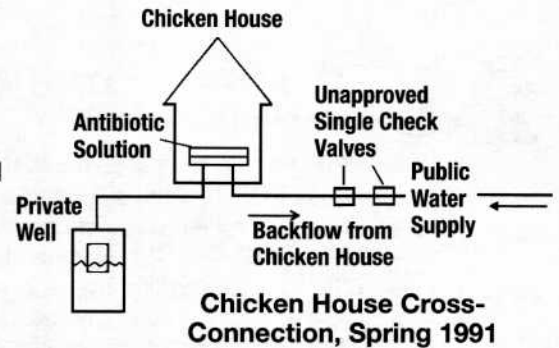 Chicken House
Antibiotic
Solution
Unapproved
Single Check
Valves
Public
Water
Supply
Private
Well
Backflow from
Chicken House
Chicken House Cross-
Connection, Spring 1991